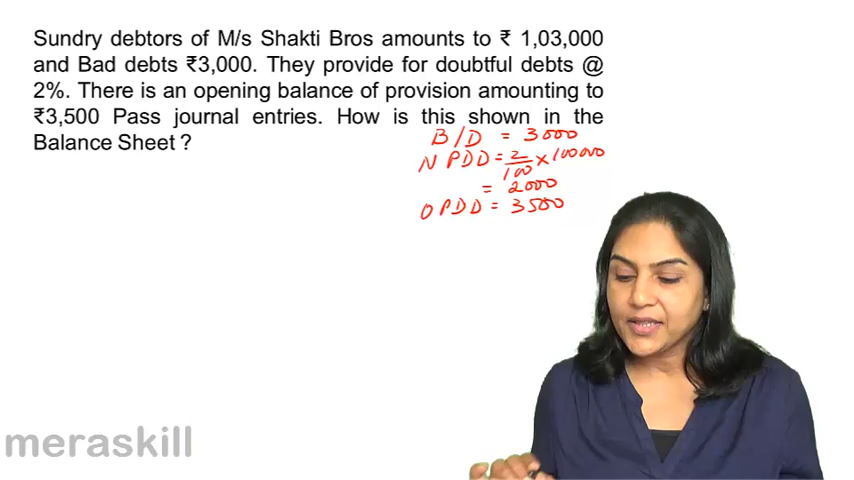 Sundry debtors of M/s Shakti Bros amounts to ₹ 1,03,000
and Bad debts ₹3,000. They provide for doubtful debts @
2%. There is an opening balance of provision amounting to
₹3,500 Pass journal entries. How is this shown in the
Balance Sheet ?
B/D = 3000
N PDD = 2/100 x 100000
= 2000
O PDD = 3500
meraskill